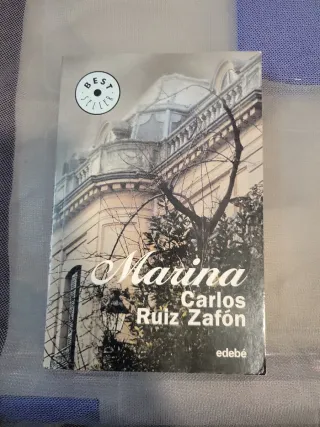 BEST
SELLER
Marina
Carlos
Ruiz Zafón
edebé